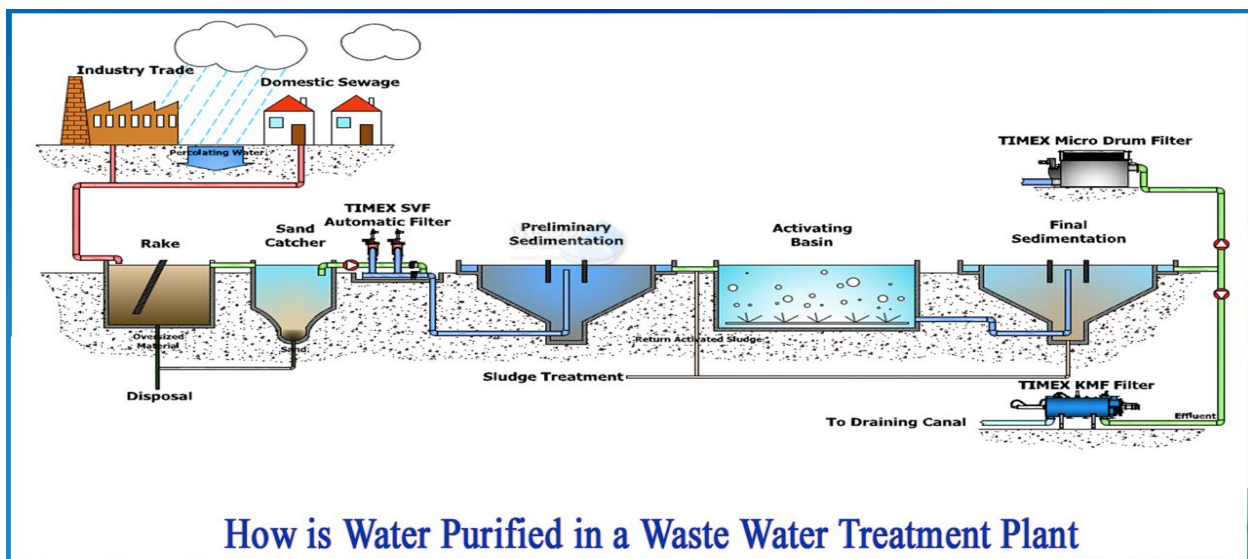 Industry Trade
Domestic Sewage
Percolating Water
TIMEX Micro Drum Filter
TIMEX SVF
Automatic Filter
Rake
Sand
Catcher
Preliminary
Sedimentation
Activating
Basin
Final
Sedimentation
Oversized
Material
Sand
Return Activated Sludge
Sludge Treatment
Disposal
TIMEX KMF Filter
To Draining Canal
Effluent
How is Water Purified in a Waste Water Treatment Plant